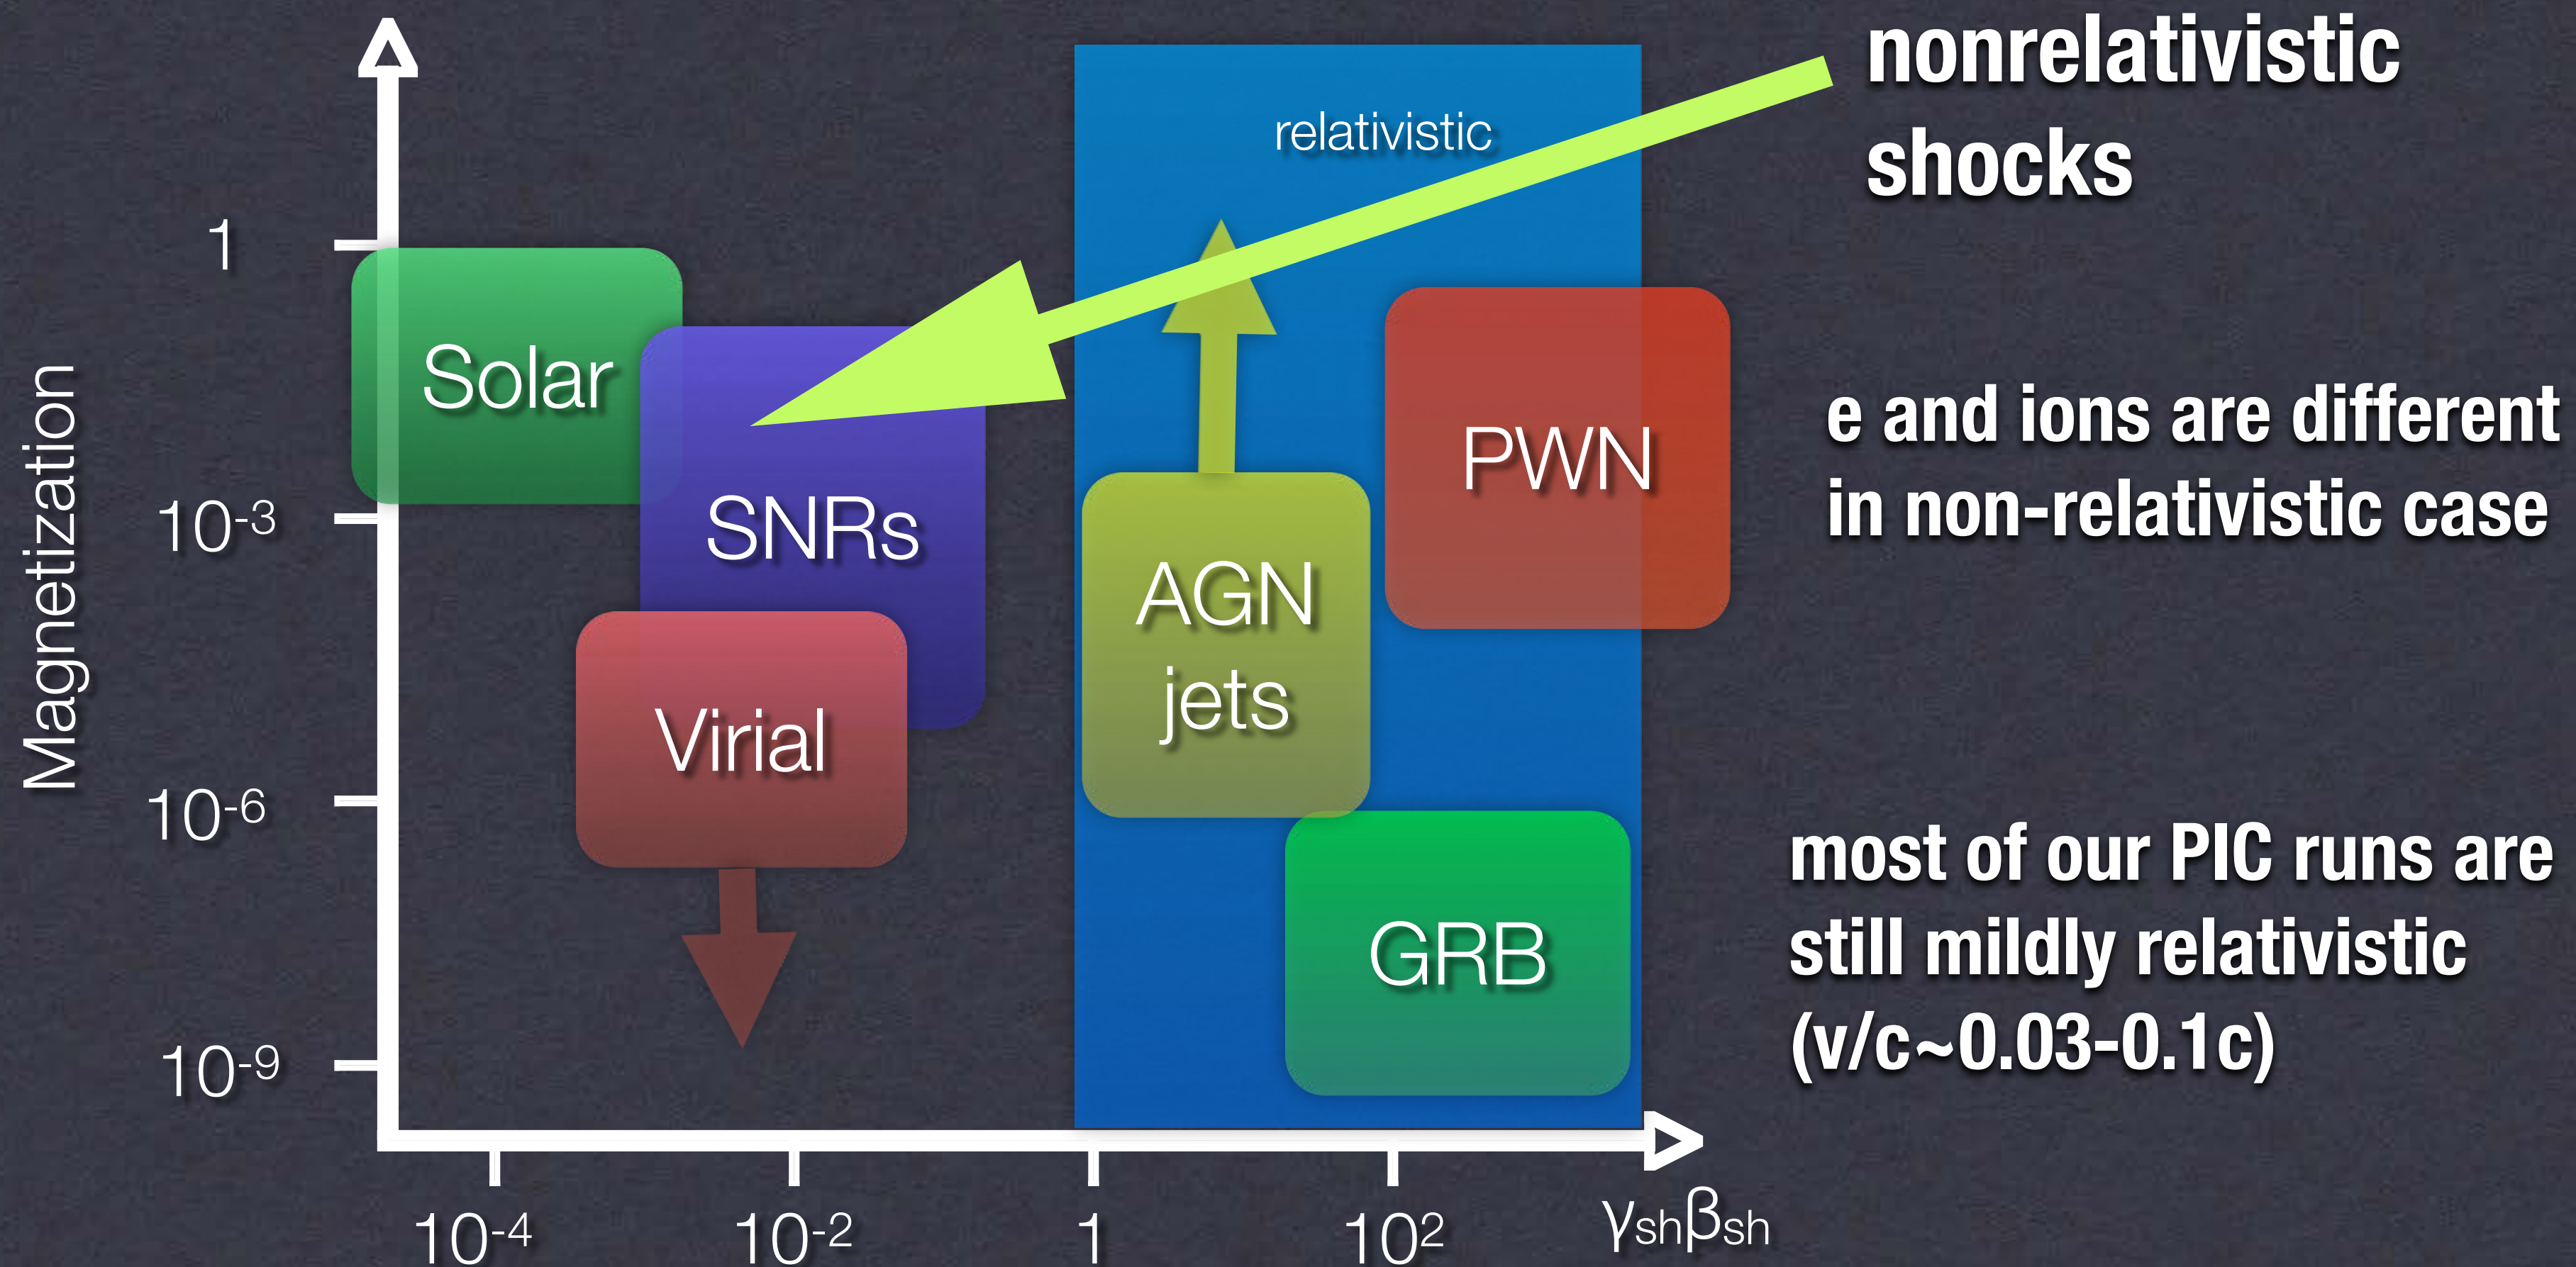 nonrelativistic
shocks
relativistic
Magnetization
1
10-3
10-6
10-9
Solar
SNRs
Virial
AGN
jets
PWN
GRB
e and ions are different
in non-relativistic case
most of our PIC runs are
still mildly relativistic
(v/c~0.03-0.1c)
10-4
10-2
1
10²
γshβsh